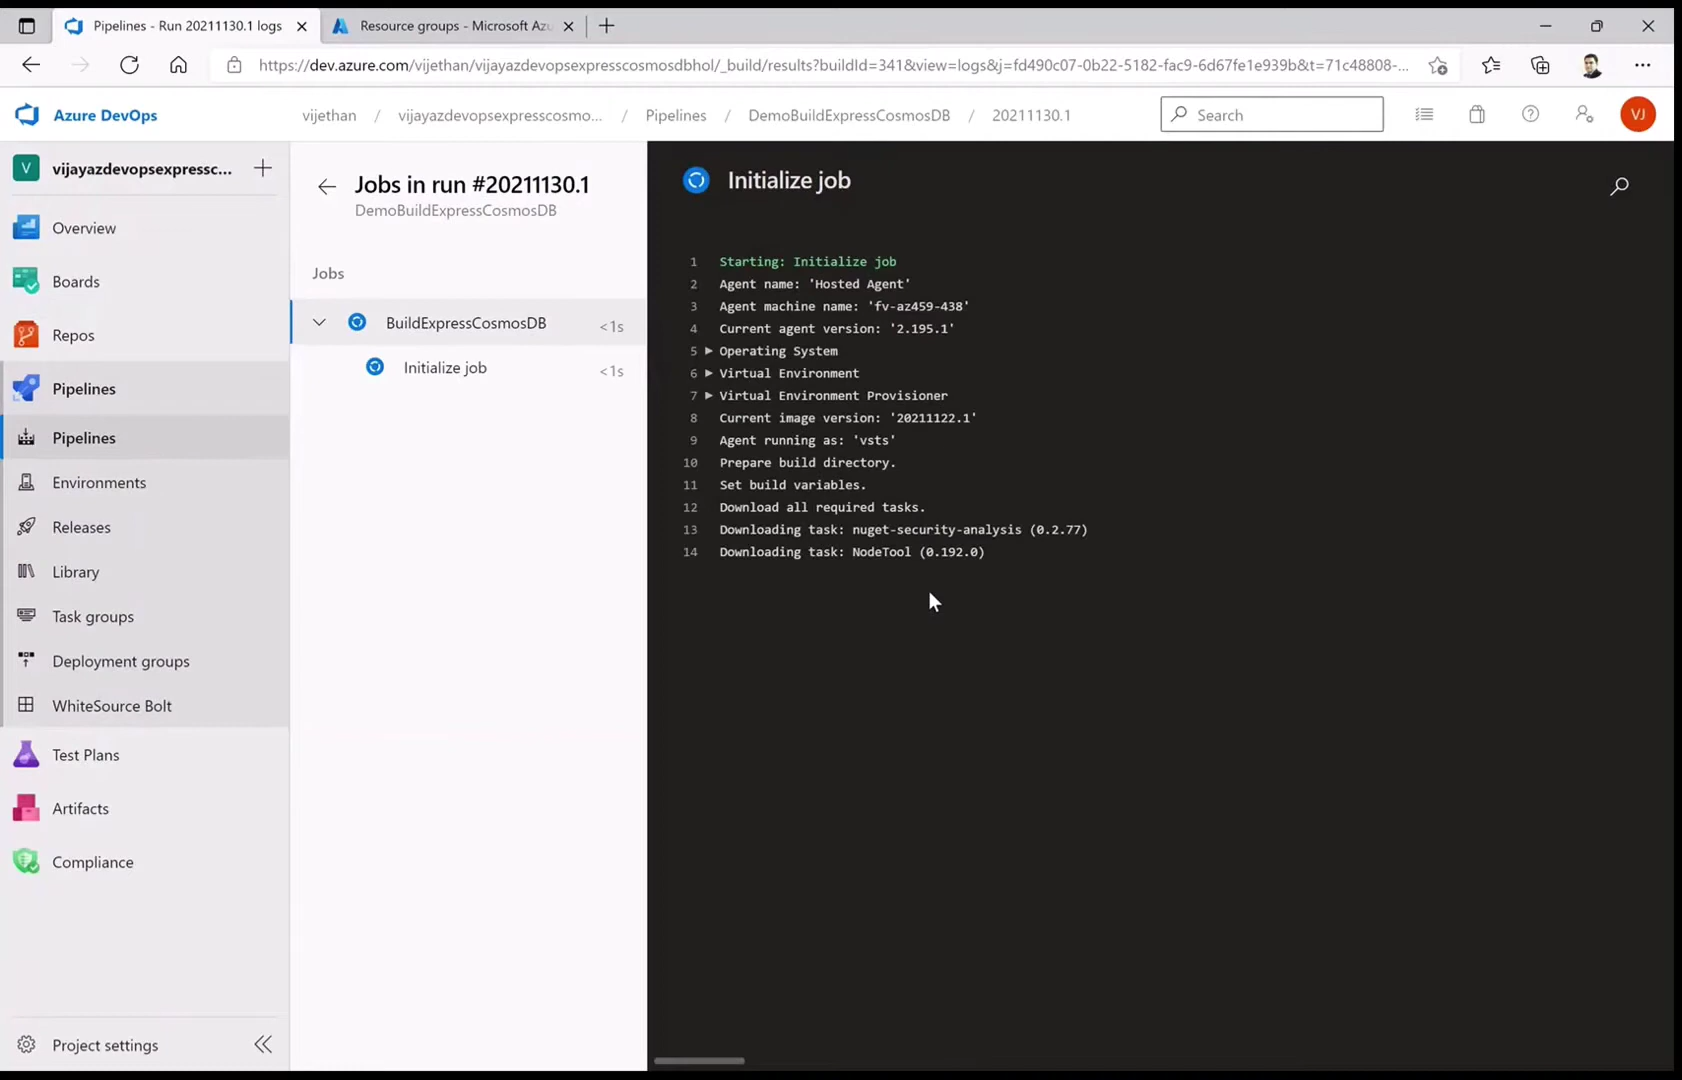 Pipelines - Run 20211130.1 logs
Resource groups - Microsoft Azu
https://dev.azure.com/vijethan/vijayazdevopsexpresscosmosdbhol/_build/results?buildId=341&view=logs&j=fd490c07-0b22-5182-fac9-6d67fe1e939b&t=71c48808-...
Azure DevOps
vijethan / vijayazdevopsexpresscosmo... / Pipelines / DemoBuildExpressCosmosDB / 20211130.1
Search
VJ
V vijayazdevopsexpressc...
Overview
Boards
Repos
Pipelines
Pipelines
Environments
Releases
Library
Task groups
Deployment groups
WhiteSource Bolt
Test Plans
Artifacts
Compliance
Project settings
Jobs in run #20211130.1
DemoBuildExpressCosmosDB
Jobs
BuildExpressCosmosDB <1s
Initialize job <1s
Initialize job
1 Starting: Initialize job
2 Agent name: 'Hosted Agent'
3 Agent machine name: 'fv-az459-438'
4 Current agent version: '2.195.1'
5 Operating System
6 Virtual Environment
7 Virtual Environment Provisioner
8 Current image version: '20211122.1'
9 Agent running as: 'vsts'
10 Prepare build directory.
11 Set build variables.
12 Download all required tasks.
13 Downloading task: nuget-security-analysis (0.2.77)
14 Downloading task: NodeTool (0.192.0)